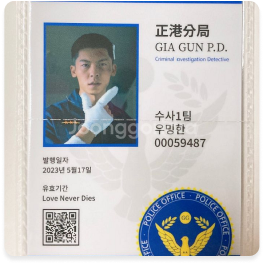 正港分局
GIA GUN P.D.
Criminal investigation Detective
수사1팀
우밍한
00059487
발행일자
2023년 5월17일
유효기간
Love Never Dies
POLICE OFFICE · POLICE OFFICE
GG